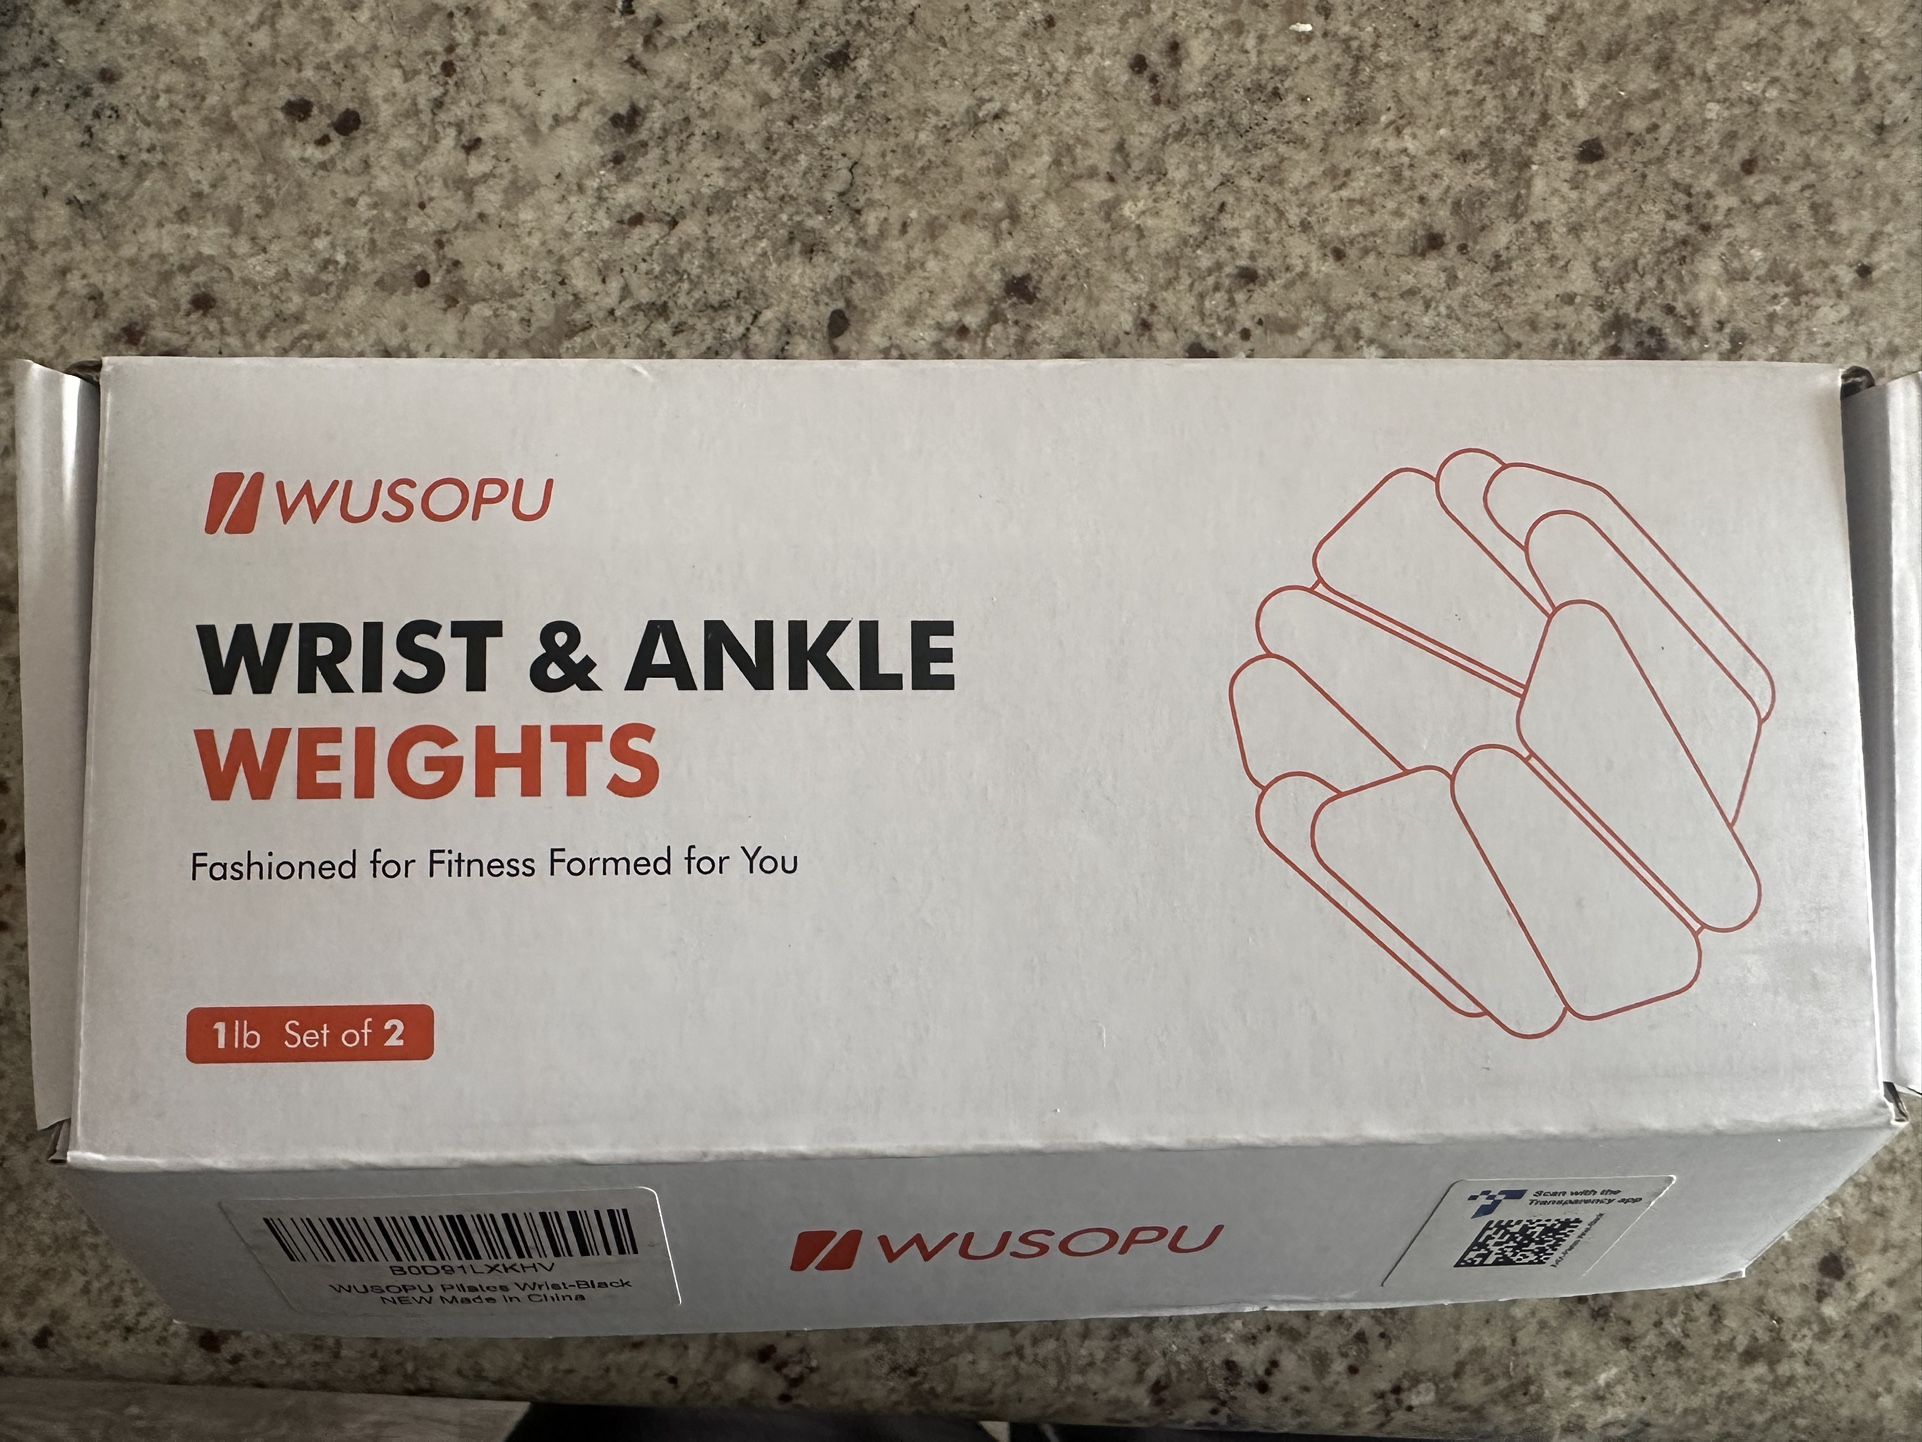 WUSOPU
WRIST & ANKLE
WEIGHTS
Fashioned for Fitness Formed for You
1lb Set of 2
B0D91LXKHV
WUSOPU Pilates Wrist-Black
NEW Made in China
WUSOPU
Scan with the
Transparency app